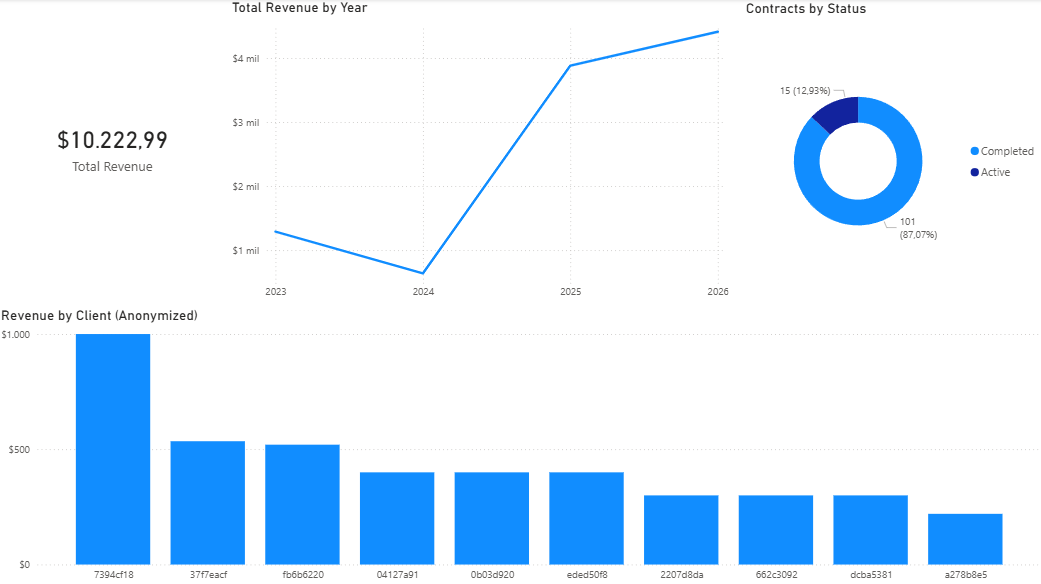 Total Revenue by Year
$4 mil
$3 mil
$2 mil
$1 mil
2023 2024 2025 2026
$10.222,99
Total Revenue
Contracts by Status
15 (12,93%)
101
(87,07%)
Completed
Active
Revenue by Client (Anonymized)
$1.000
$500
$0
7394cf18 37f7eacf fb6b6220 04127a91 0b03d920 eded50f8 2207d8da 662c3092 dcba5381 a278b8e5